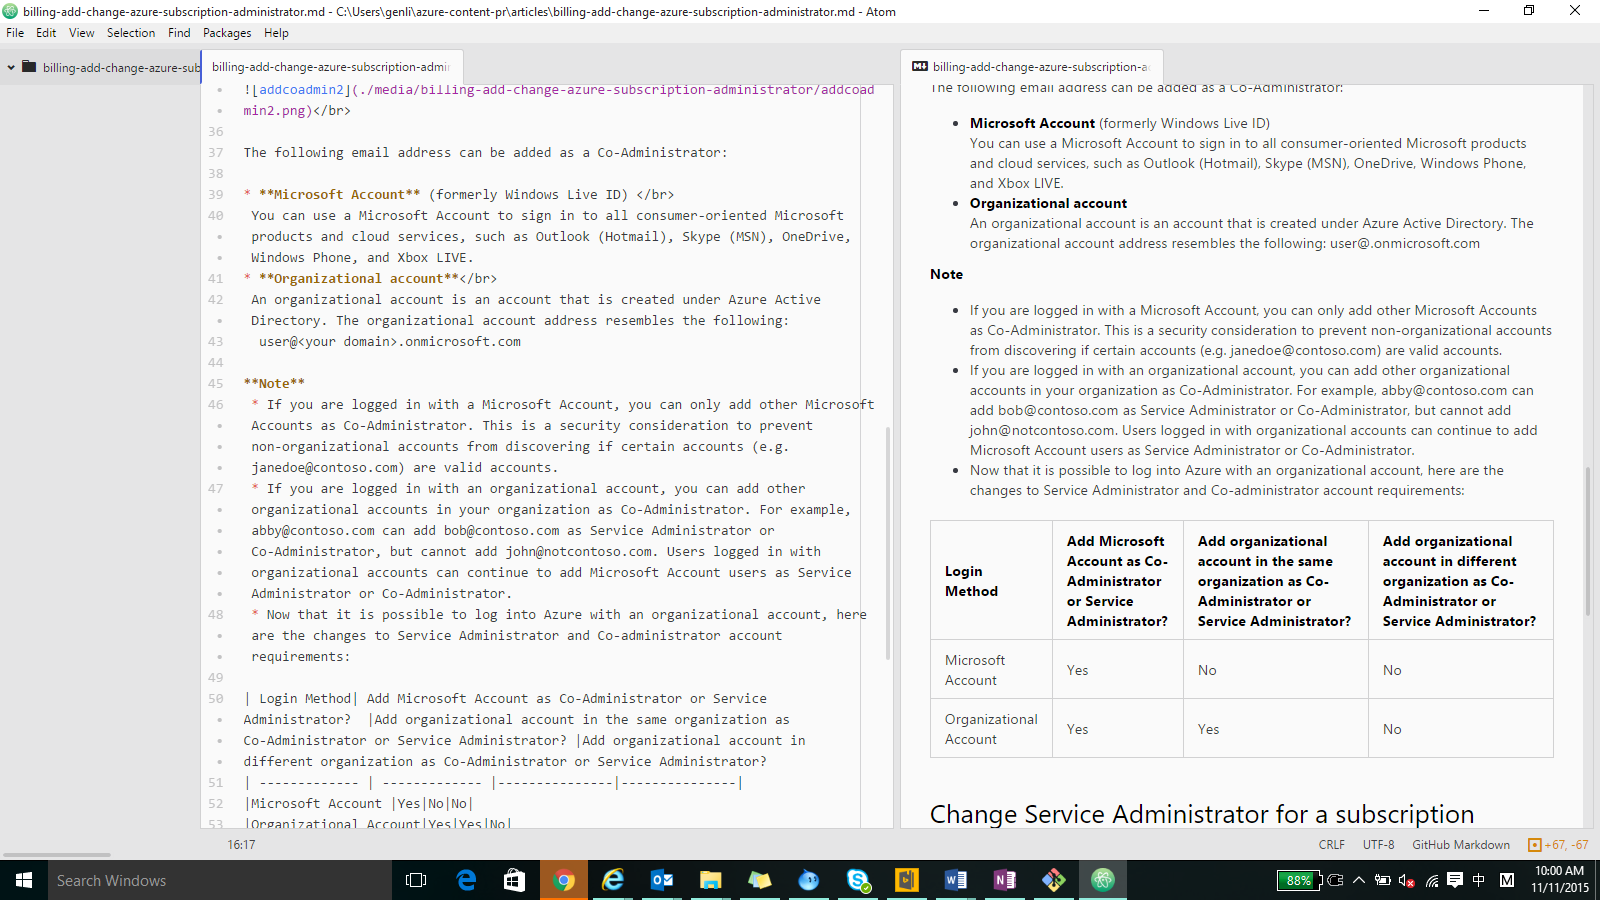 billing-add-change-azure-subscription-administrator.md - C:\Users\genli\azure-content-pr\articles\billing-add-change-azure-subscription-administrator.md - Atom
File Edit View Selection Find Packages Help
billing-add-change-azure-sub
billing-add-change-azure-subscription-admi
![addcoadmin2](./media/billing-add-change-azure-subscription-administrator/addcoad
min2.png)</br>
36
37 The following email address can be added as a Co-Administrator:
38
39 * **Microsoft Account** (formerly Windows Live ID) </br>
40 You can use a Microsoft Account to sign in to all consumer-oriented Microsoft
products and cloud services, such as Outlook (Hotmail), Skype (MSN), OneDrive,
Windows Phone, and Xbox LIVE.
41 * **Organizational account**</br>
42 An organizational account is an account that is created under Azure Active
Directory. The organizational account address resembles the following:
43 user@<your domain>.onmicrosoft.com
44
45 **Note**
46 * If you are logged in with a Microsoft Account, you can only add other Microsoft
Accounts as Co-Administrator. This is a security consideration to prevent
non-organizational accounts from discovering if certain accounts (e.g.
janedoe@contoso.com) are valid accounts.
47 * If you are logged in with an organizational account, you can add other
organizational accounts in your organization as Co-Administrator. For example,
abby@contoso.com can add bob@contoso.com as Service Administrator or
Co-Administrator, but cannot add john@notcontoso.com. Users logged in with
organizational accounts can continue to add Microsoft Account users as Service
Administrator or Co-Administrator.
48 * Now that it is possible to log into Azure with an organizational account, here
are the changes to Service Administrator and Co-administrator account
requirements:
49
50 | Login Method| Add Microsoft Account as Co-Administrator or Service
Administrator? |Add organizational account in the same organization as
Co-Administrator or Service Administrator? |Add organizational account in
different organization as Co-Administrator or Service Administrator?
51 | ------------- | ------------- |---------------|---------------|
52 |Microsoft Account |Yes|No|No|
53 |Organizational Account|Yes|Yes|No|
billing-add-change-azure-subscription-a
The following email address can be added as a Co-Administrator:
• Microsoft Account (formerly Windows Live ID)
You can use a Microsoft Account to sign in to all consumer-oriented Microsoft products
and cloud services, such as Outlook (Hotmail), Skype (MSN), OneDrive, Windows Phone,
and Xbox LIVE.
• Organizational account
An organizational account is an account that is created under Azure Active Directory. The
organizational account address resembles the following: user@.onmicrosoft.com
Note
• If you are logged in with a Microsoft Account, you can only add other Microsoft Accounts
as Co-Administrator. This is a security consideration to prevent non-organizational accounts
from discovering if certain accounts (e.g. janedoe@contoso.com) are valid accounts.
• If you are logged in with an organizational account, you can add other organizational
accounts in your organization as Co-Administrator. For example, abby@contoso.com can
add bob@contoso.com as Service Administrator or Co-Administrator, but cannot add
john@notcontoso.com. Users logged in with organizational accounts can continue to add
Microsoft Account users as Service Administrator or Co-Administrator.
• Now that it is possible to log into Azure with an organizational account, here are the
changes to Service Administrator and Co-administrator account requirements:
Login
Method
Add Microsoft
Account as Co-
Administrator
or Service
Administrator?
Add organizational
account in the same
organization as Co-
Administrator or
Service Administrator?
Add organizational
account in different
organization as Co-
Administrator or
Service Administrator?
Microsoft
Account
Yes
No
No
Organizational
Account
Yes
Yes
No
Change Service Administrator for a subscription
16:17
CRLF UTF-8 GitHub Markdown +67, -67
Search Windows
88%
中
M
10:00 AM
11/11/2015